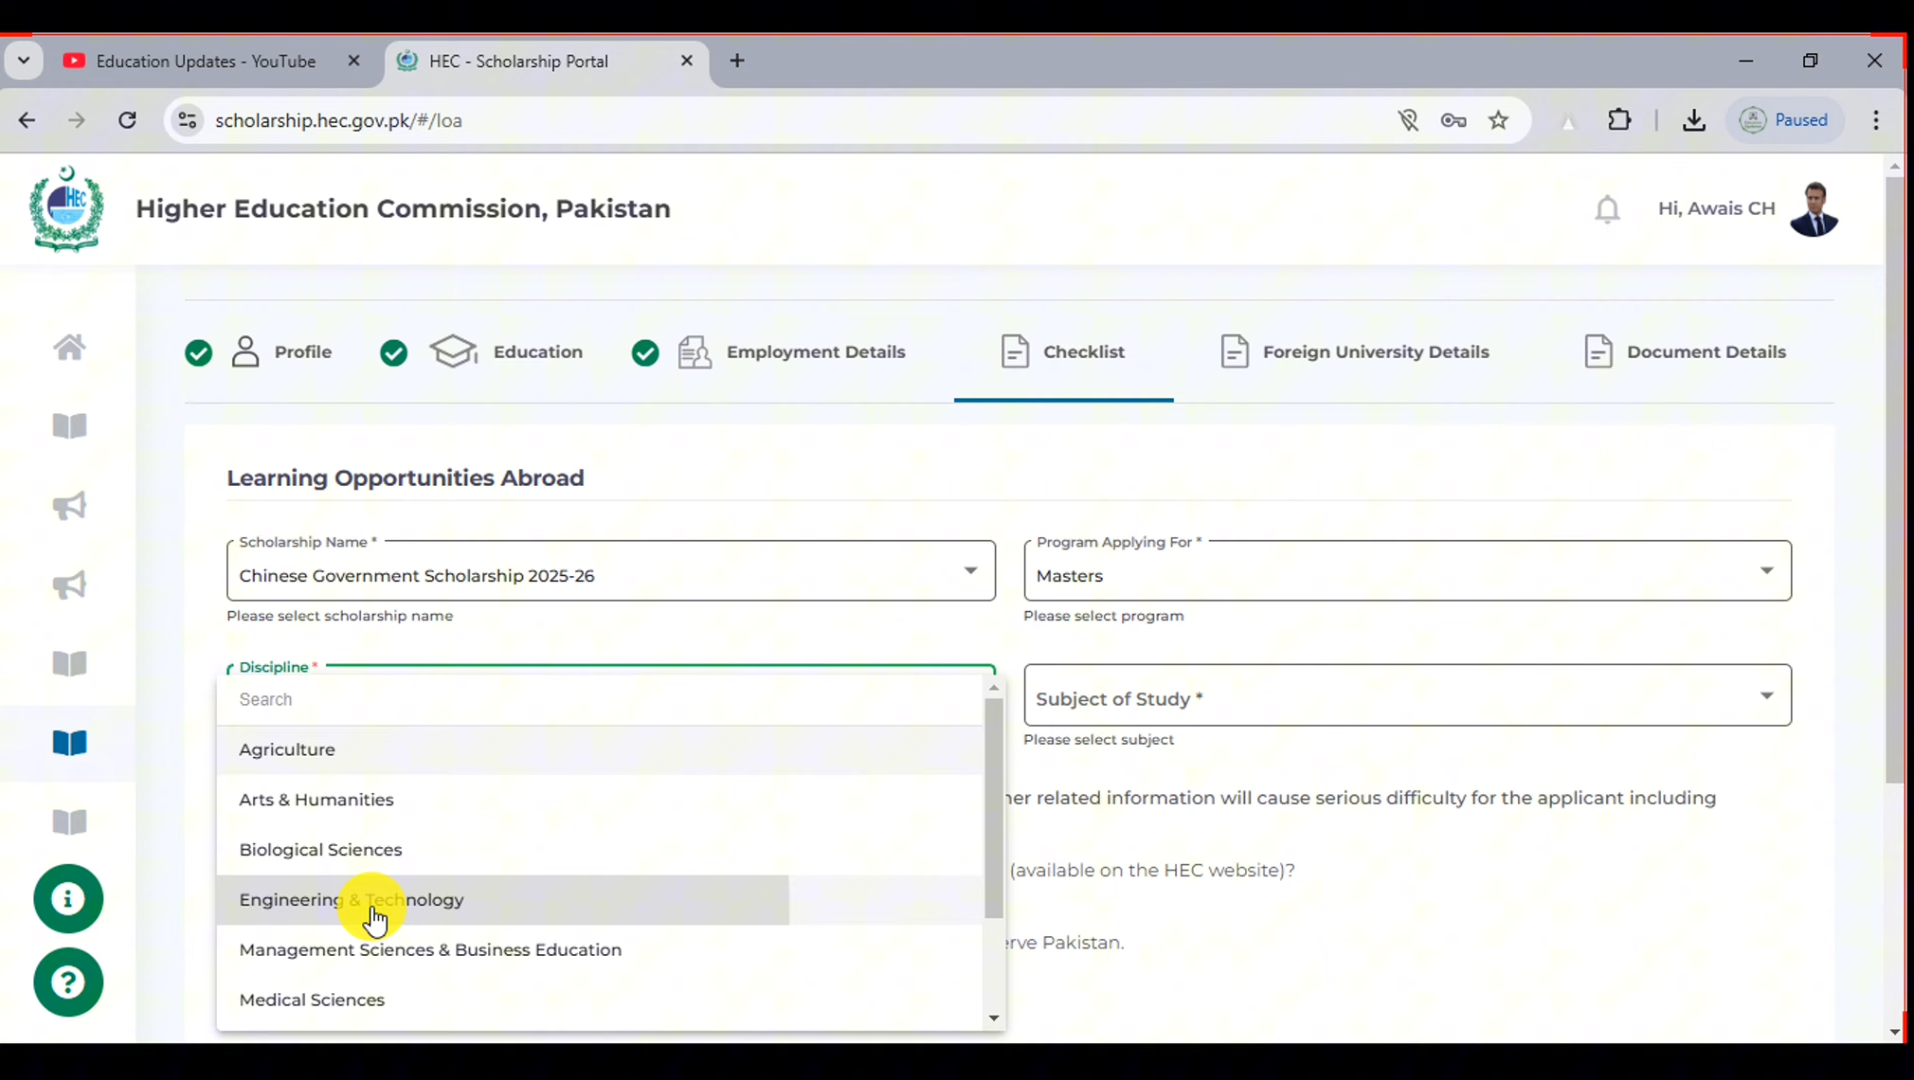 Education Updates - YouTube
HEC - Scholarship Portal
scholarship.hec.gov.pk/#/loa
Paused
HEC
Higher Education Commission, Pakistan
Hi, Awais CH
Profile
Education
Employment Details
Checklist
Foreign University Details
Document Details
Learning Opportunities Abroad
Scholarship Name *
Chinese Government Scholarship 2025-26
Please select scholarship name
Program Applying For *
Masters
Please select program
Discipline *
Search
Agriculture
Arts & Humanities
Biological Sciences
Engineering & Technology
Management Sciences & Business Education
Medical Sciences
Subject of Study *
Please select subject
related information will cause serious difficulty for the applicant including
(available on the HEC website)?
Pakistan.